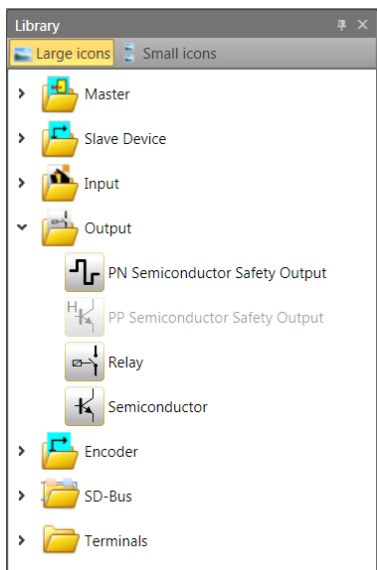 Library
Large icons Small icons
Master
Slave Device
Input
Output
PN Semiconductor Safety Output
H PP Semiconductor Safety Output
Relay
Semiconductor
Encoder
SD-Bus
Terminals